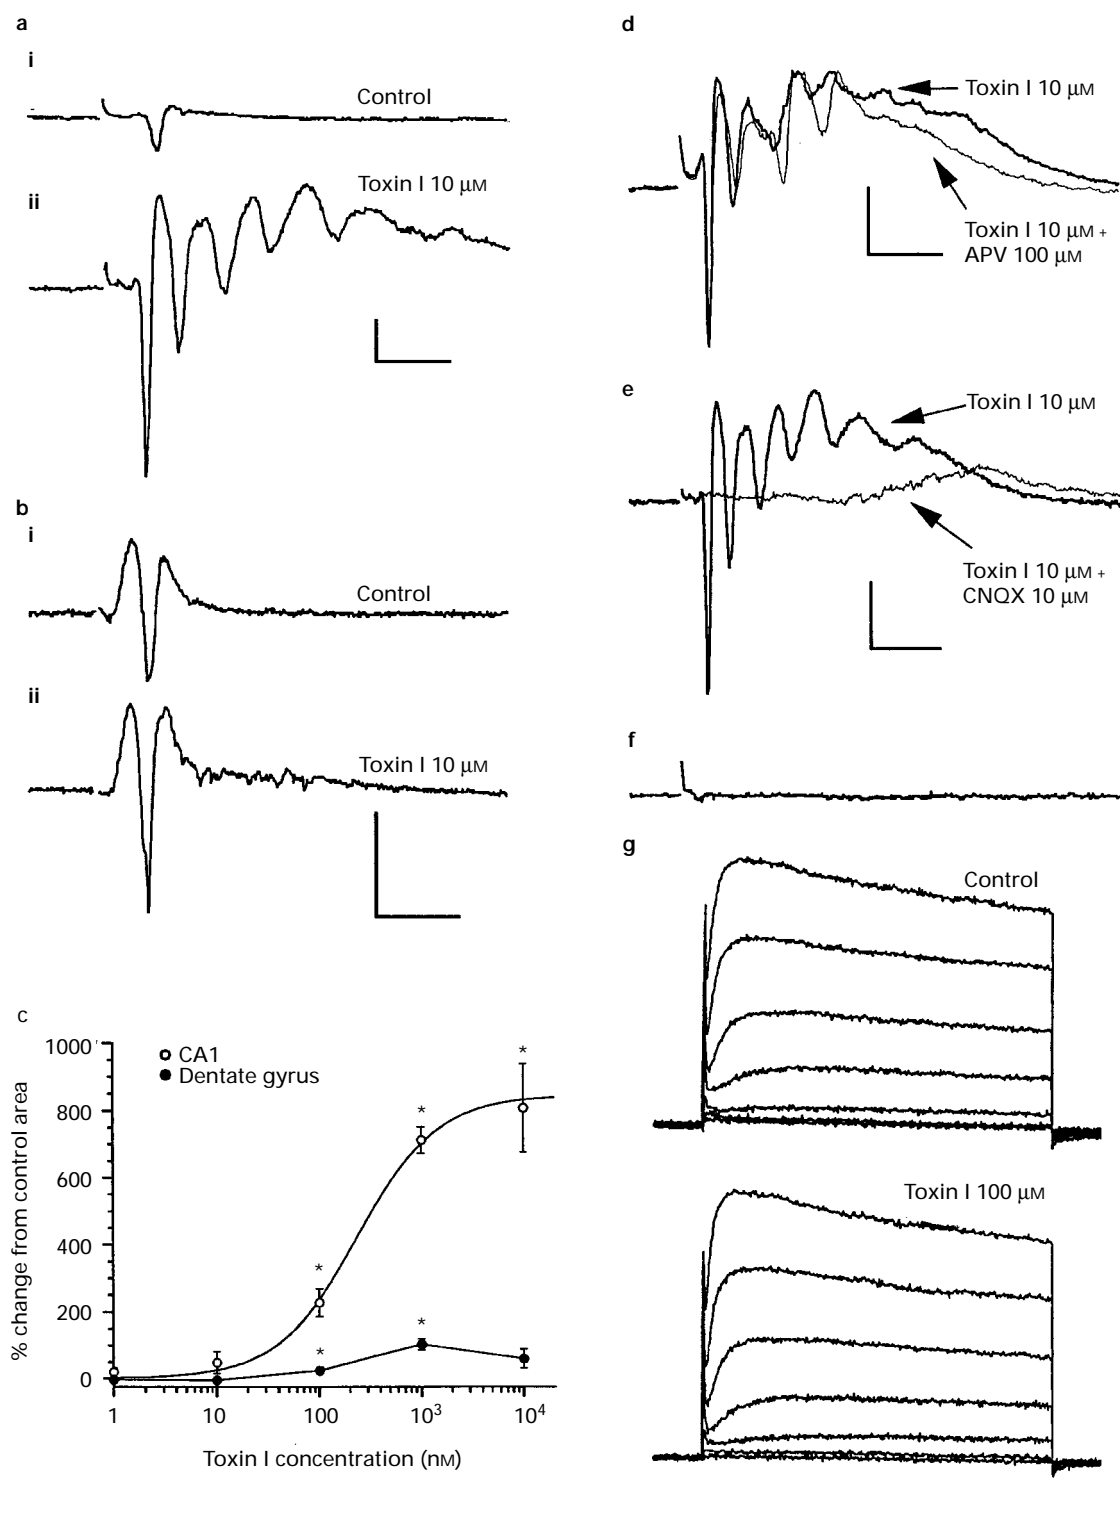 a
i
Control
Toxin I 10 μM
ii
b
i
Control
ii
Toxin I 10 μM
c
1000
800
600
400
200
0
% change from control area
CA1
Dentate gyrus
*
*
*
*
*
1
10
100
10³
10⁴
Toxin I concentration (nM)
d
Toxin I 10 μM
Toxin I 10 μM +
APV 100 μM
e
Toxin I 10 μM
Toxin I 10 μM +
CNQX 10 μM
f
g
Control
Toxin I 100 μM